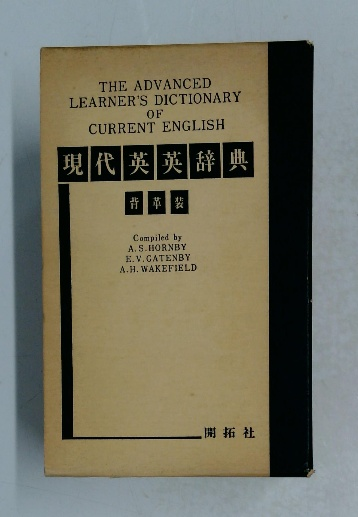 THE ADVANCED
LEARNER'S DICTIONARY
OF
CURRENT ENGLISH
現代英英辞典
背革装
Compiled by
A.S.HORNBY
E.V.GATENBY
A.H.WAKEFIELD
開拓社